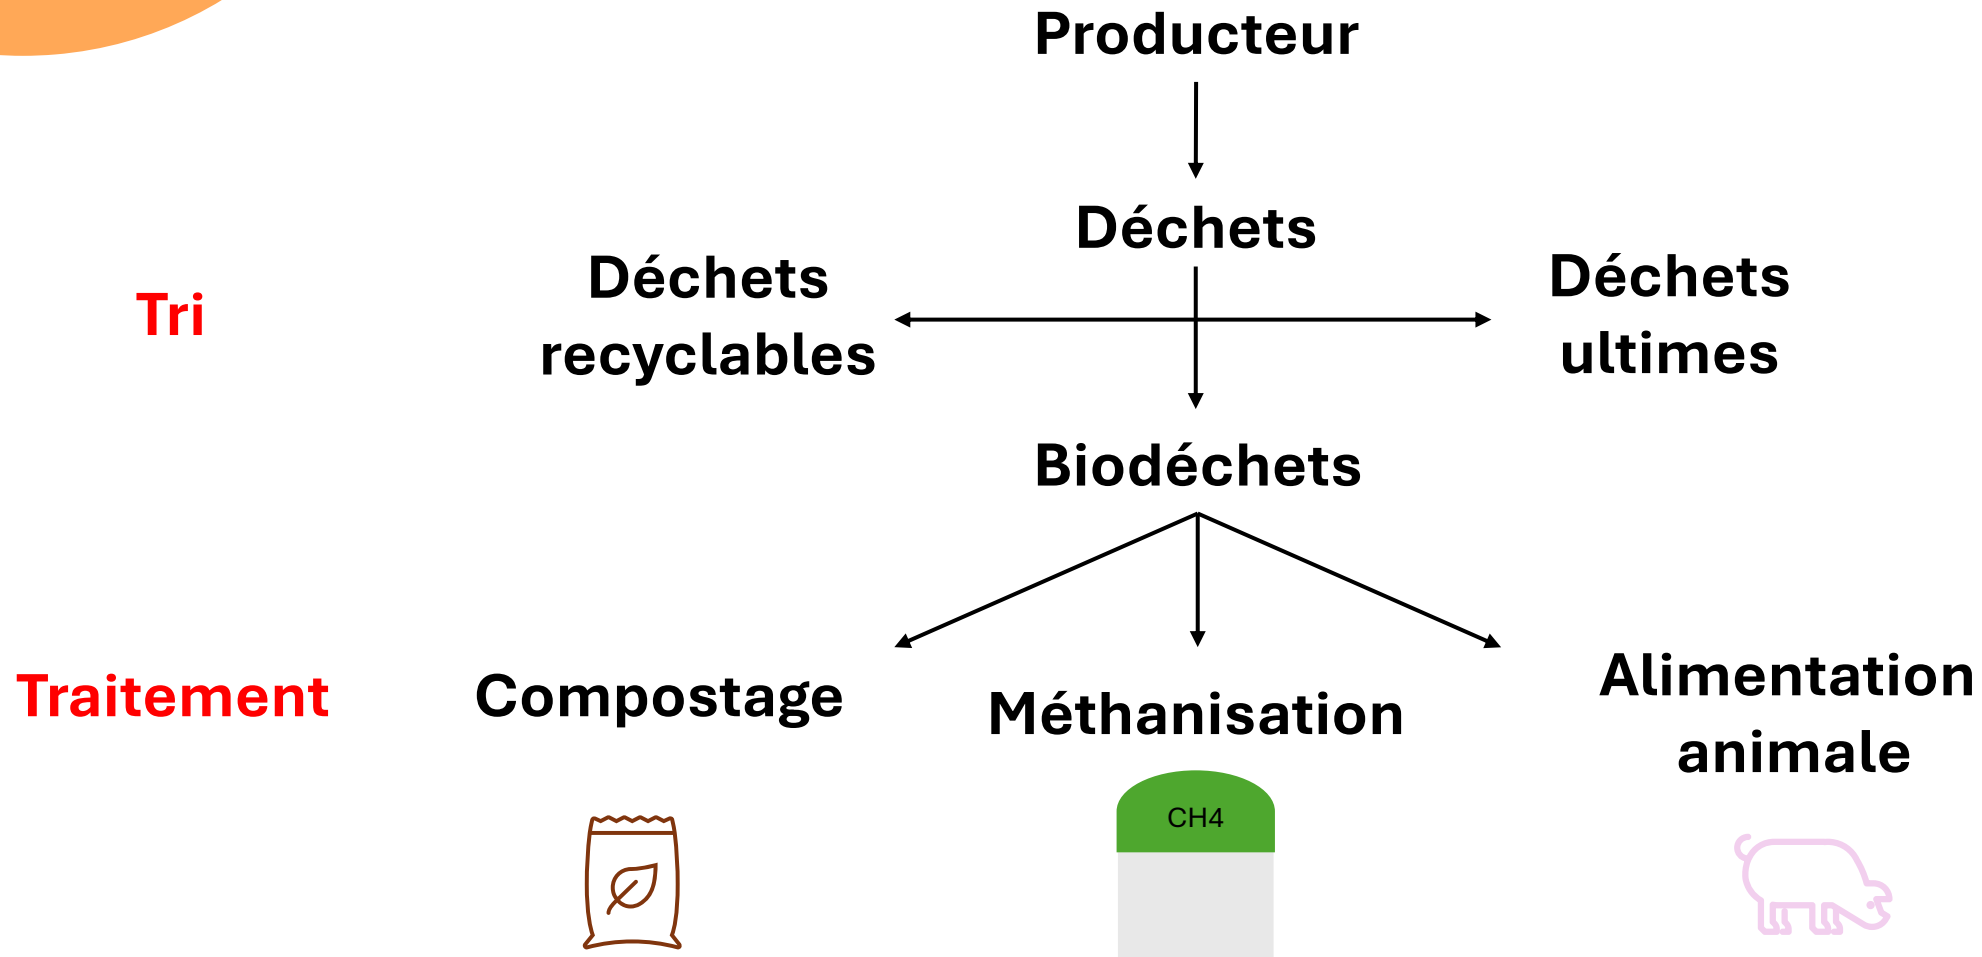 Producteur
Déchets
Tri
Déchets
recyclables
Déchets
ultimes
Biodéchets
Traitement
Compostage
Méthanisation
Alimentation
animale
CH4